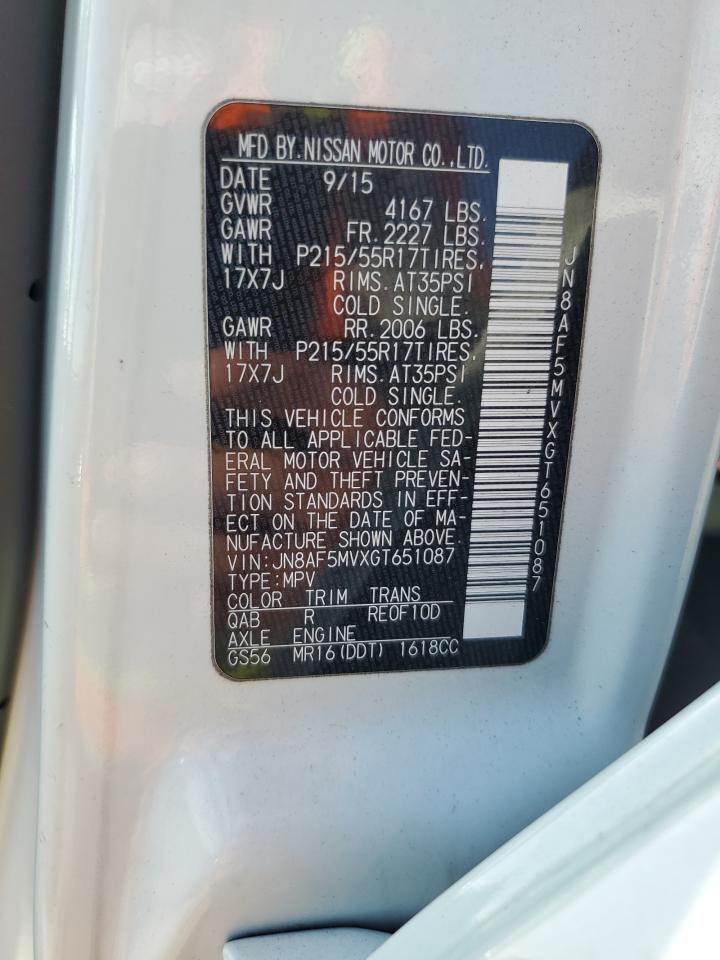 MFD BY.NISSAN MOTOR CO.,LTD.
DATE 9/15
GVWR 4167 LBS.
GAWR FR.2227 LBS.
WITH P215/55R17TIRES,
17X7J RIMS.AT35PSI
COLD SINGLE.
GAWR RR.2006 LBS.
WITH P215/55R17TIRES,
17X7J RIMS.AT35PSI
COLD SINGLE.
THIS VEHICLE CONFORMS
TO ALL APPLICABLE FED-
ERAL MOTOR VEHICLE SA-
FETY AND THEFT PREVEN-
TION STANDARDS IN EFF-
ECT ON THE DATE OF MA-
NUFACTURE SHOWN ABOVE.
VIN:JN8AF5MVXGT651087
TYPE:MPV
COLOR TRIM TRANS
QAB R RE0F10D
AXLE ENGINE
GS56 MR16(DDT) 1618CC
JN8AF5MVXGT651087